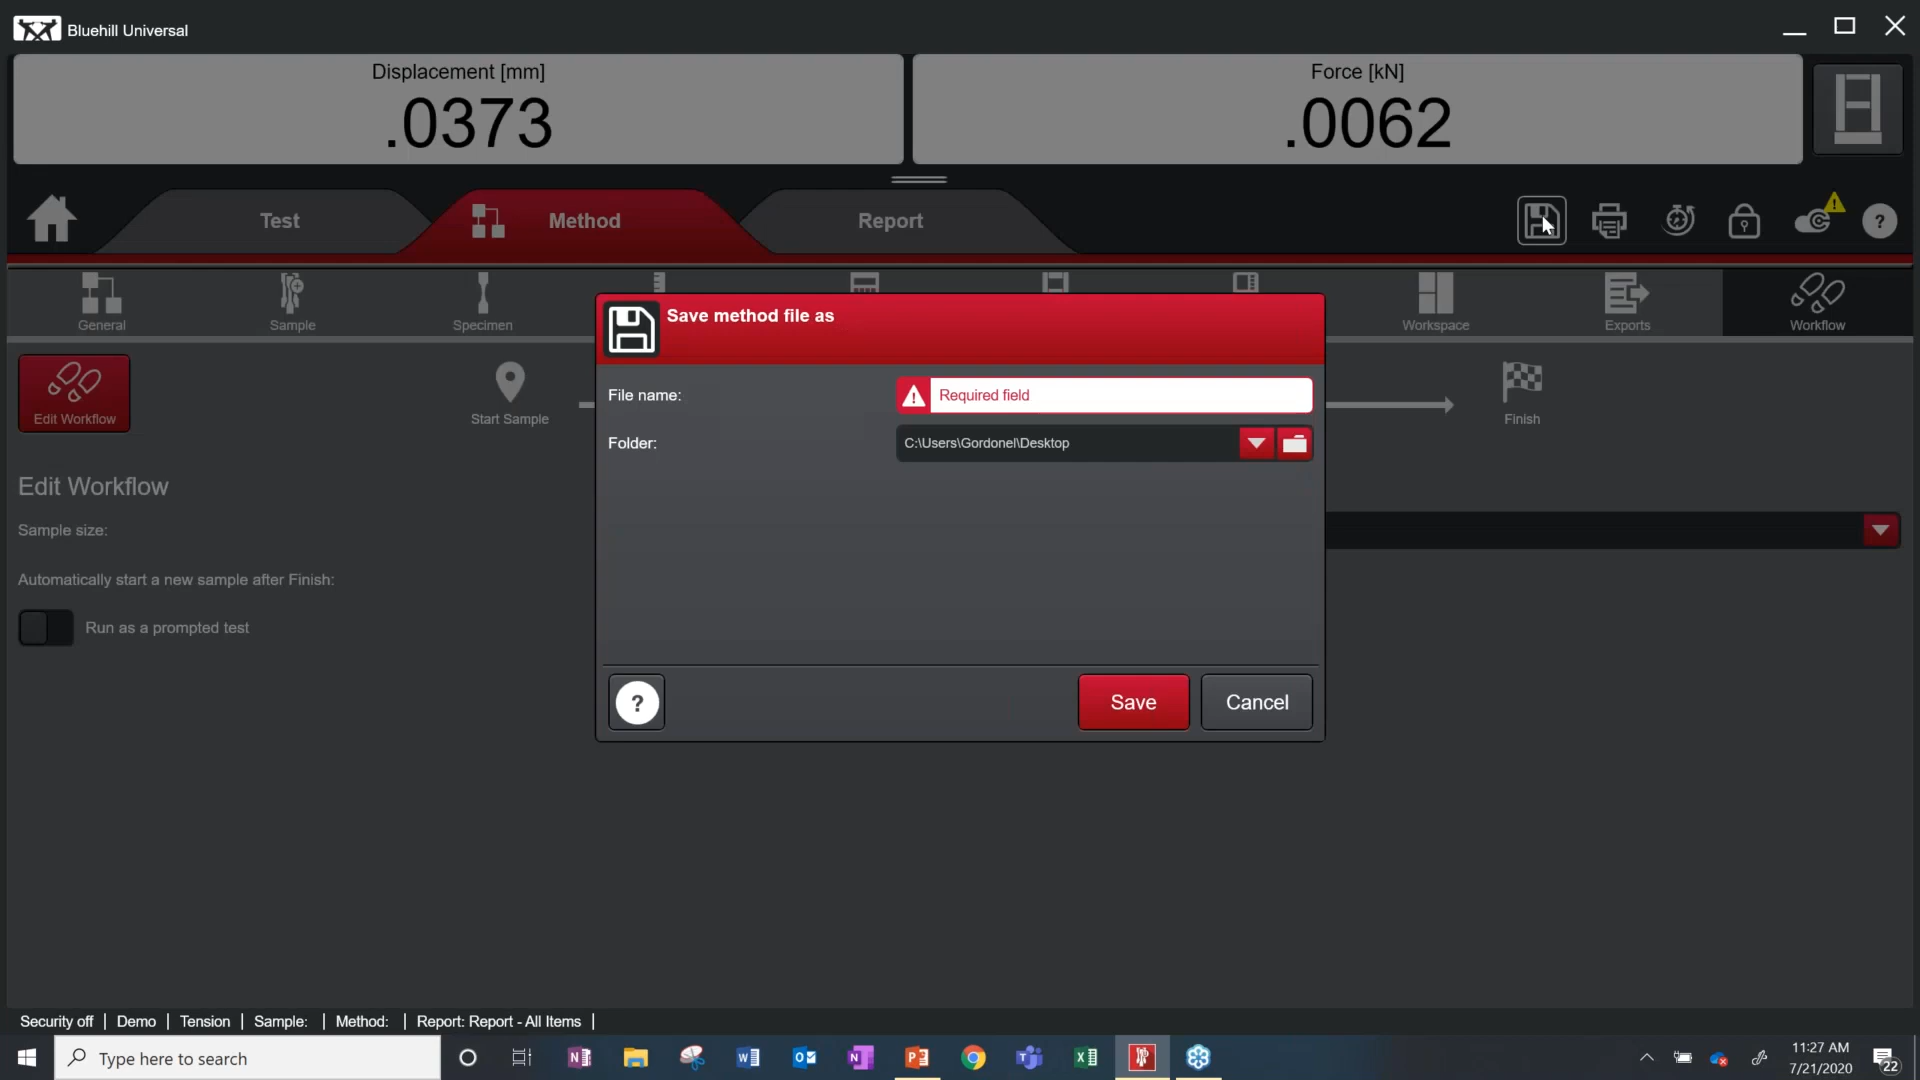 Bluehill Universal
Displacement [mm]
.0373
Force [kN]
.0062
Test
Method
Report
General
Sample
Specimen
Workspace
Exports
Workflow
Save method file as
Edit Workflow
Start Sample
Finish
File name:
Required field
Folder:
C:\Users\Gordonel\Desktop
Edit Workflow
Sample size:
Automatically start a new sample after Finish:
Run as a prompted test
?
Save
Cancel
Security off | Demo | Tension | Sample: | Method: | Report: Report - All Items |
Type here to search
11:27 AM
7/21/2020
22